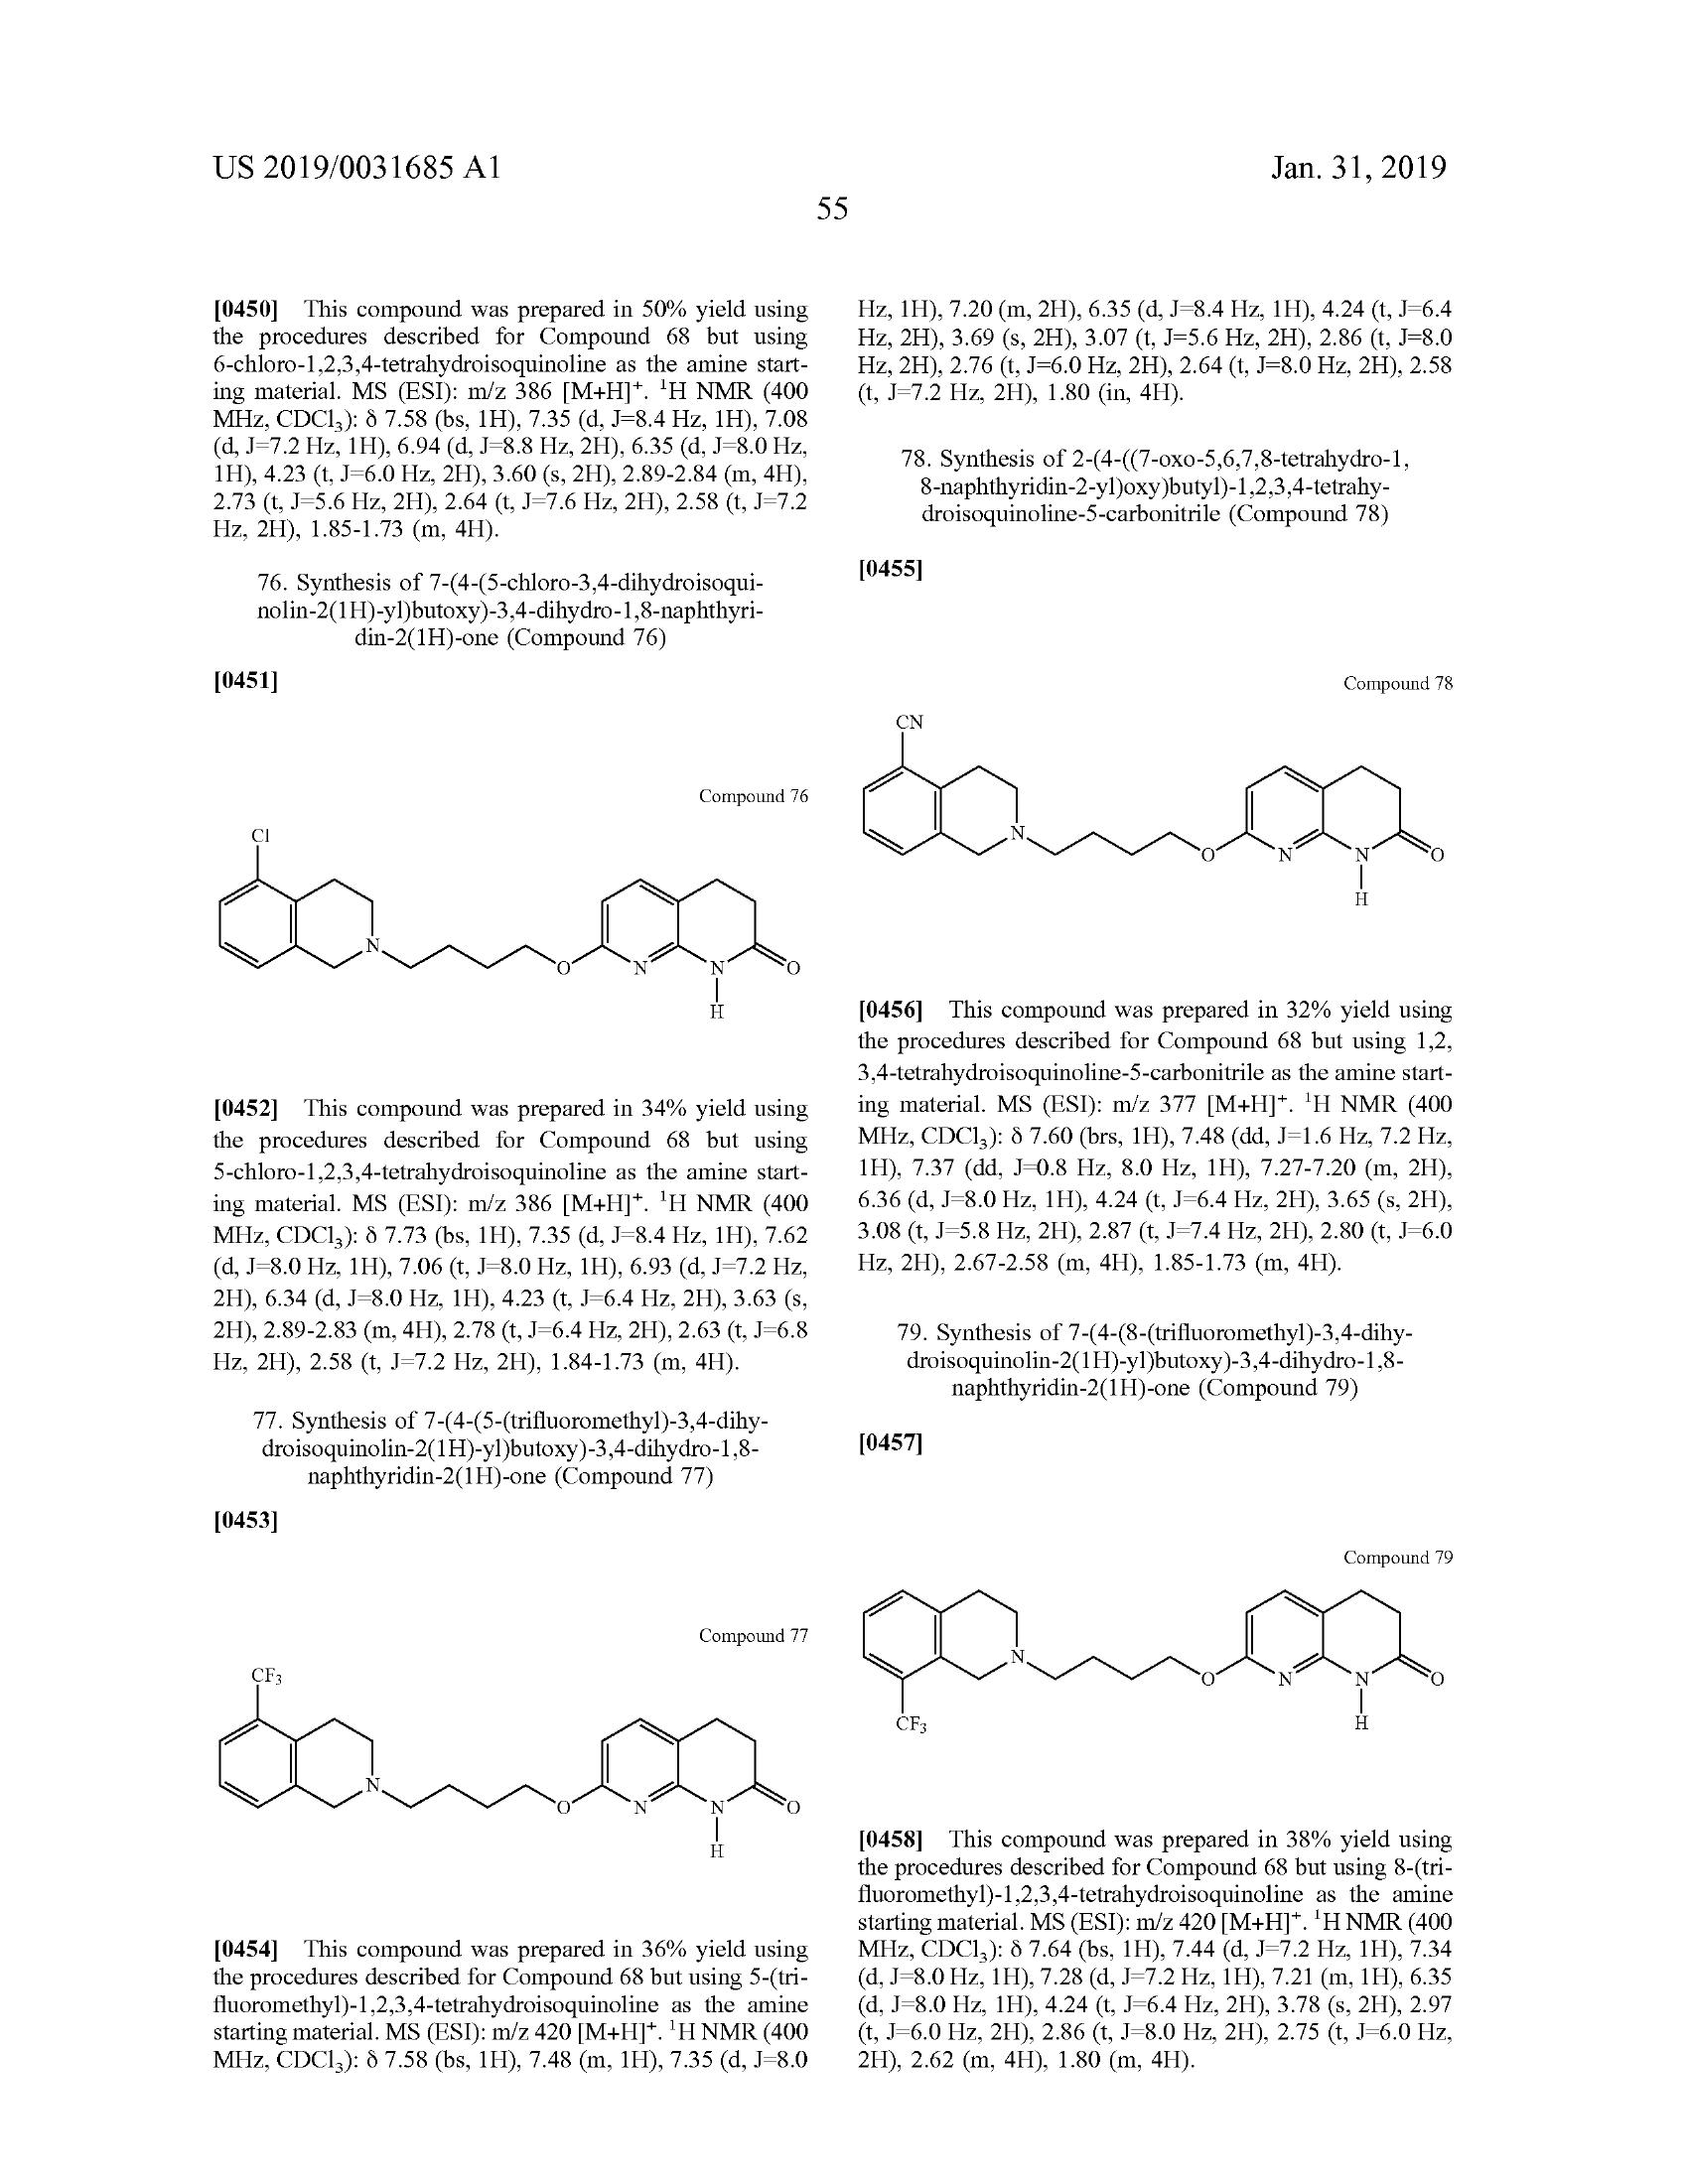 US 2019/0031685 A1
Jan. 31, 2019
55
[0450] This compound was prepared in 50% yield using
the procedures described for Compound 68 but using
6-chloro-1,2,3,4-tetrahydroisoquinoline as the amine start-
ing material. MS (ESI): m/z 386 [M+H]⁺. ¹H NMR (400
MHz, CDCl₃): δ 7.58 (bs, 1H), 7.35 (d, J=8.4 Hz, 1H), 7.08
(d, J=7.2 Hz, 1H), 6.94 (d, J=8.8 Hz, 2H), 6.35 (d, J=8.0 Hz,
1H), 4.23 (t, J=6.0 Hz, 2H), 3.60 (s, 2H), 2.89-2.84 (m, 4H),
2.73 (t, J=5.6 Hz, 2H), 2.64 (t, J=7.6 Hz, 2H), 2.58 (t, J=7.2
Hz, 2H), 1.85-1.73 (m, 4H).
76. Synthesis of 7-(4-(5-chloro-3,4-dihydroisoqui-
nolin-2(1H)-yl)butoxy)-3,4-dihydro-1,8-naphthyri-
din-2(1H)-one (Compound 76)
[0451]
Compound 76
Cl
N
O
N
N
O
H
[0452] This compound was prepared in 34% yield using
the procedures described for Compound 68 but using
5-chloro-1,2,3,4-tetrahydroisoquinoline as the amine start-
ing material. MS (ESI): m/z 386 [M+H]⁺. ¹H NMR (400
MHz, CDCl₃): δ 7.73 (bs, 1H), 7.35 (d, J=8.4 Hz, 1H), 7.62
(d, J=8.0 Hz, 1H), 7.06 (t, J=8.0 Hz, 1H), 6.93 (d, J=7.2 Hz,
2H), 6.34 (d, J=8.0 Hz, 1H), 4.23 (t, J=6.4 Hz, 2H), 3.63 (s,
2H), 2.89-2.83 (m, 4H), 2.78 (t, J=6.4 Hz, 2H), 2.63 (t, J=6.8
Hz, 2H), 2.58 (t, J=7.2 Hz, 2H), 1.84-1.73 (m, 4H).
77. Synthesis of 7-(4-(5-(trifluoromethyl)-3,4-dihy-
droisoquinolin-2(1H)-yl)butoxy)-3,4-dihydro-1,8-
naphthyridin-2(1H)-one (Compound 77)
[0453]
Compound 77
CF₃
N
O
N
N
O
H
[0454] This compound was prepared in 36% yield using
the procedures described for Compound 68 but using 5-(tri-
fluoromethyl)-1,2,3,4-tetrahydroisoquinoline as the amine
starting material. MS (ESI): m/z 420 [M+H]⁺. ¹H NMR (400
MHz, CDCl₃): δ 7.58 (bs, 1H), 7.48 (m, 1H), 7.35 (d, J=8.0
Hz, 1H), 7.20 (m, 2H), 6.35 (d, J=8.4 Hz, 1H), 4.24 (t, J=6.4
Hz, 2H), 3.69 (s, 2H), 3.07 (t, J=5.6 Hz, 2H), 2.86 (t, J=8.0
Hz, 2H), 2.76 (t, J=6.0 Hz, 2H), 2.64 (t, J=8.0 Hz, 2H), 2.58
(t, J=7.2 Hz, 2H), 1.80 (in, 4H).
78. Synthesis of 2-(4-((7-oxo-5,6,7,8-tetrahydro-1,
8-naphthyridin-2-yl)oxy)butyl)-1,2,3,4-tetrahy-
droisoquinoline-5-carbonitrile (Compound 78)
[0455]
Compound 78
CN
N
O
N
N
O
H
[0456] This compound was prepared in 32% yield using
the procedures described for Compound 68 but using 1,2,
3,4-tetrahydroisoquinoline-5-carbonitrile as the amine start-
ing material. MS (ESI): m/z 377 [M+H]⁺. ¹H NMR (400
MHz, CDCl₃): δ 7.60 (brs, 1H), 7.48 (dd, J=1.6 Hz, 7.2 Hz,
1H), 7.37 (dd, J=0.8 Hz, 8.0 Hz, 1H), 7.27-7.20 (m, 2H),
6.36 (d, J=8.0 Hz, 1H), 4.24 (t, J=6.4 Hz, 2H), 3.65 (s, 2H),
3.08 (t, J=5.8 Hz, 2H), 2.87 (t, J=7.4 Hz, 2H), 2.80 (t, J=6.0
Hz, 2H), 2.67-2.58 (m, 4H), 1.85-1.73 (m, 4H).
79. Synthesis of 7-(4-(8-(trifluoromethyl)-3,4-dihy-
droisoquinolin-2(1H)-yl)butoxy)-3,4-dihydro-1,8-
naphthyridin-2(1H)-one (Compound 79)
[0457]
Compound 79
N
O
N
N
O
CF₃
H
[0458] This compound was prepared in 38% yield using
the procedures described for Compound 68 but using 8-(tri-
fluoromethyl)-1,2,3,4-tetrahydroisoquinoline as the amine
starting material. MS (ESI): m/z 420 [M+H]⁺. ¹H NMR (400
MHz, CDCl₃): δ 7.64 (bs, 1H), 7.44 (d, J=7.2 Hz, 1H), 7.34
(d, J=8.0 Hz, 1H), 7.28 (d, J=7.2 Hz, 1H), 7.21 (m, 1H), 6.35
(d, J=8.0 Hz, 1H), 4.24 (t, J=6.4 Hz, 2H), 3.78 (s, 2H), 2.97
(t, J=6.0 Hz, 2H), 2.86 (t, J=8.0 Hz, 2H), 2.75 (t, J=6.0 Hz,
2H), 2.62 (m, 4H), 1.80 (m, 4H).